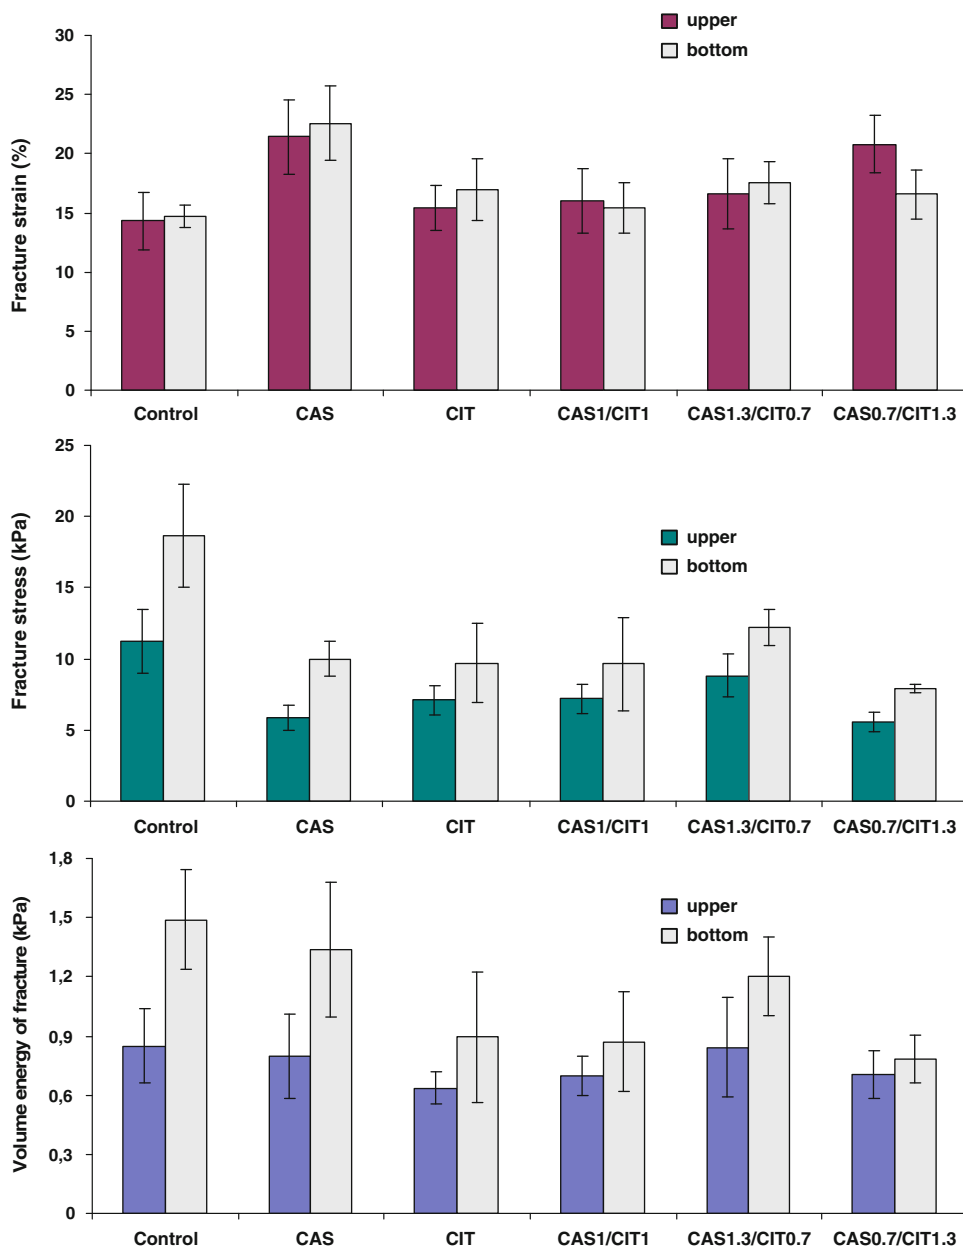 upper
bottom
Fracture strain (%)
30
25
20
15
10
5
0
Control CAS CIT CAS1/CIT1 CAS1.3/CIT0.7 CAS0.7/CIT1.3
upper
bottom
Fracture stress (kPa)
25
20
15
10
5
0
Control CAS CIT CAS1/CIT1 CAS1.3/CIT0.7 CAS0.7/CIT1.3
upper
bottom
Volume energy of fracture (kPa)
1,8
1,5
1,2
0,9
0,6
0,3
0
Control CAS CIT CAS1/CIT1 CAS1.3/CIT0.7 CAS0.7/CIT1.3